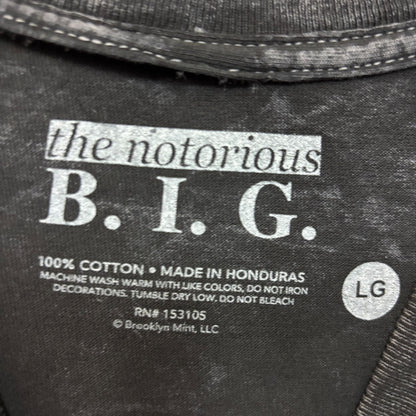 the notorious
B. I. G.
100% COTTON • MADE IN HONDURAS
MACHINE WASH WARM WITH LIKE COLORS, DO NOT IRON
DECORATIONS. TUMBLE DRY LOW. DO NOT BLEACH
RN# 153105
© Brooklyn Mint, LLC
LG